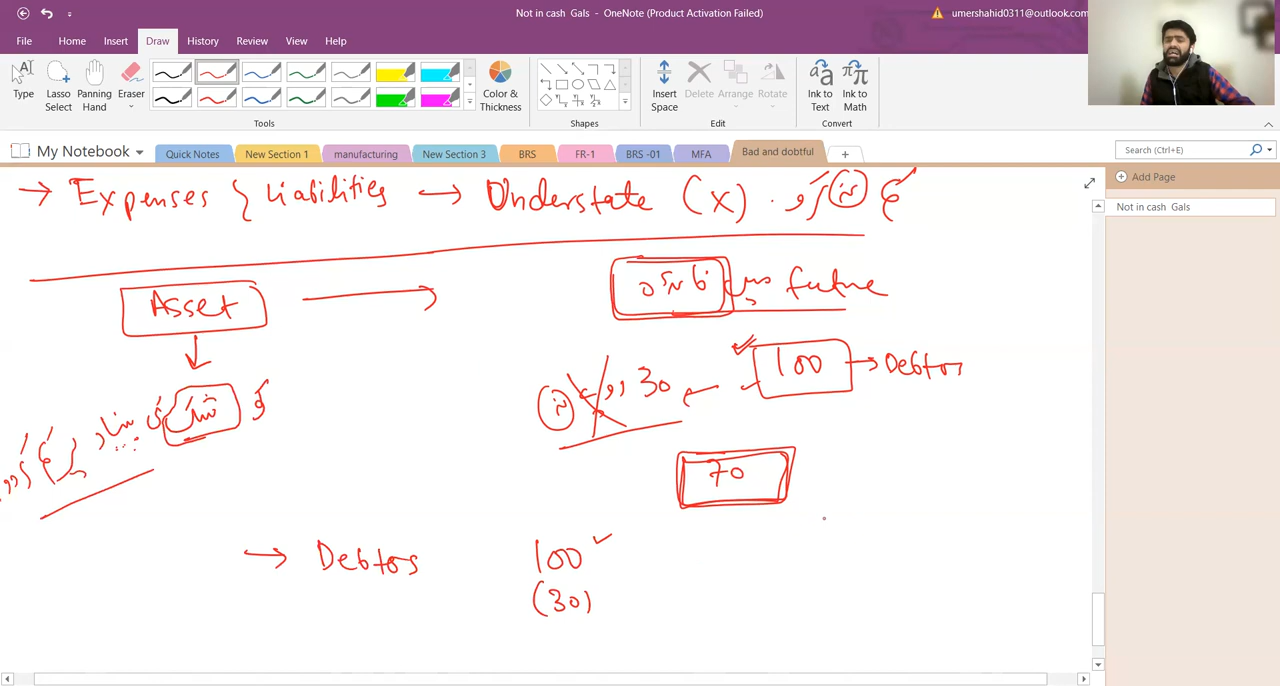 Not in cash Gals - OneNote (Product Activation Failed)
umershahid0311@outlook.com
File Home Insert Draw History Review View Help
Type
Lasso Select
Panning Hand
Eraser
Color & Thickness
Insert Space
Delete
Arrange
Rotate
Ink to Text
Ink to Math
Tools
Shapes
Edit
Convert
My Notebook
Quick Notes
New Section 1
manufacturing
New Section 3
BRS
FR-1
BRS -01
MFA
Bad and dobtful
Search (Ctrl+E)
Add Page
Not in cash Gals
→ Expenses } Liabilities → Understate (x) .
Asset →
future
100 → Debtors
30 ←
70
→ Debtors 100 ✓
(30)